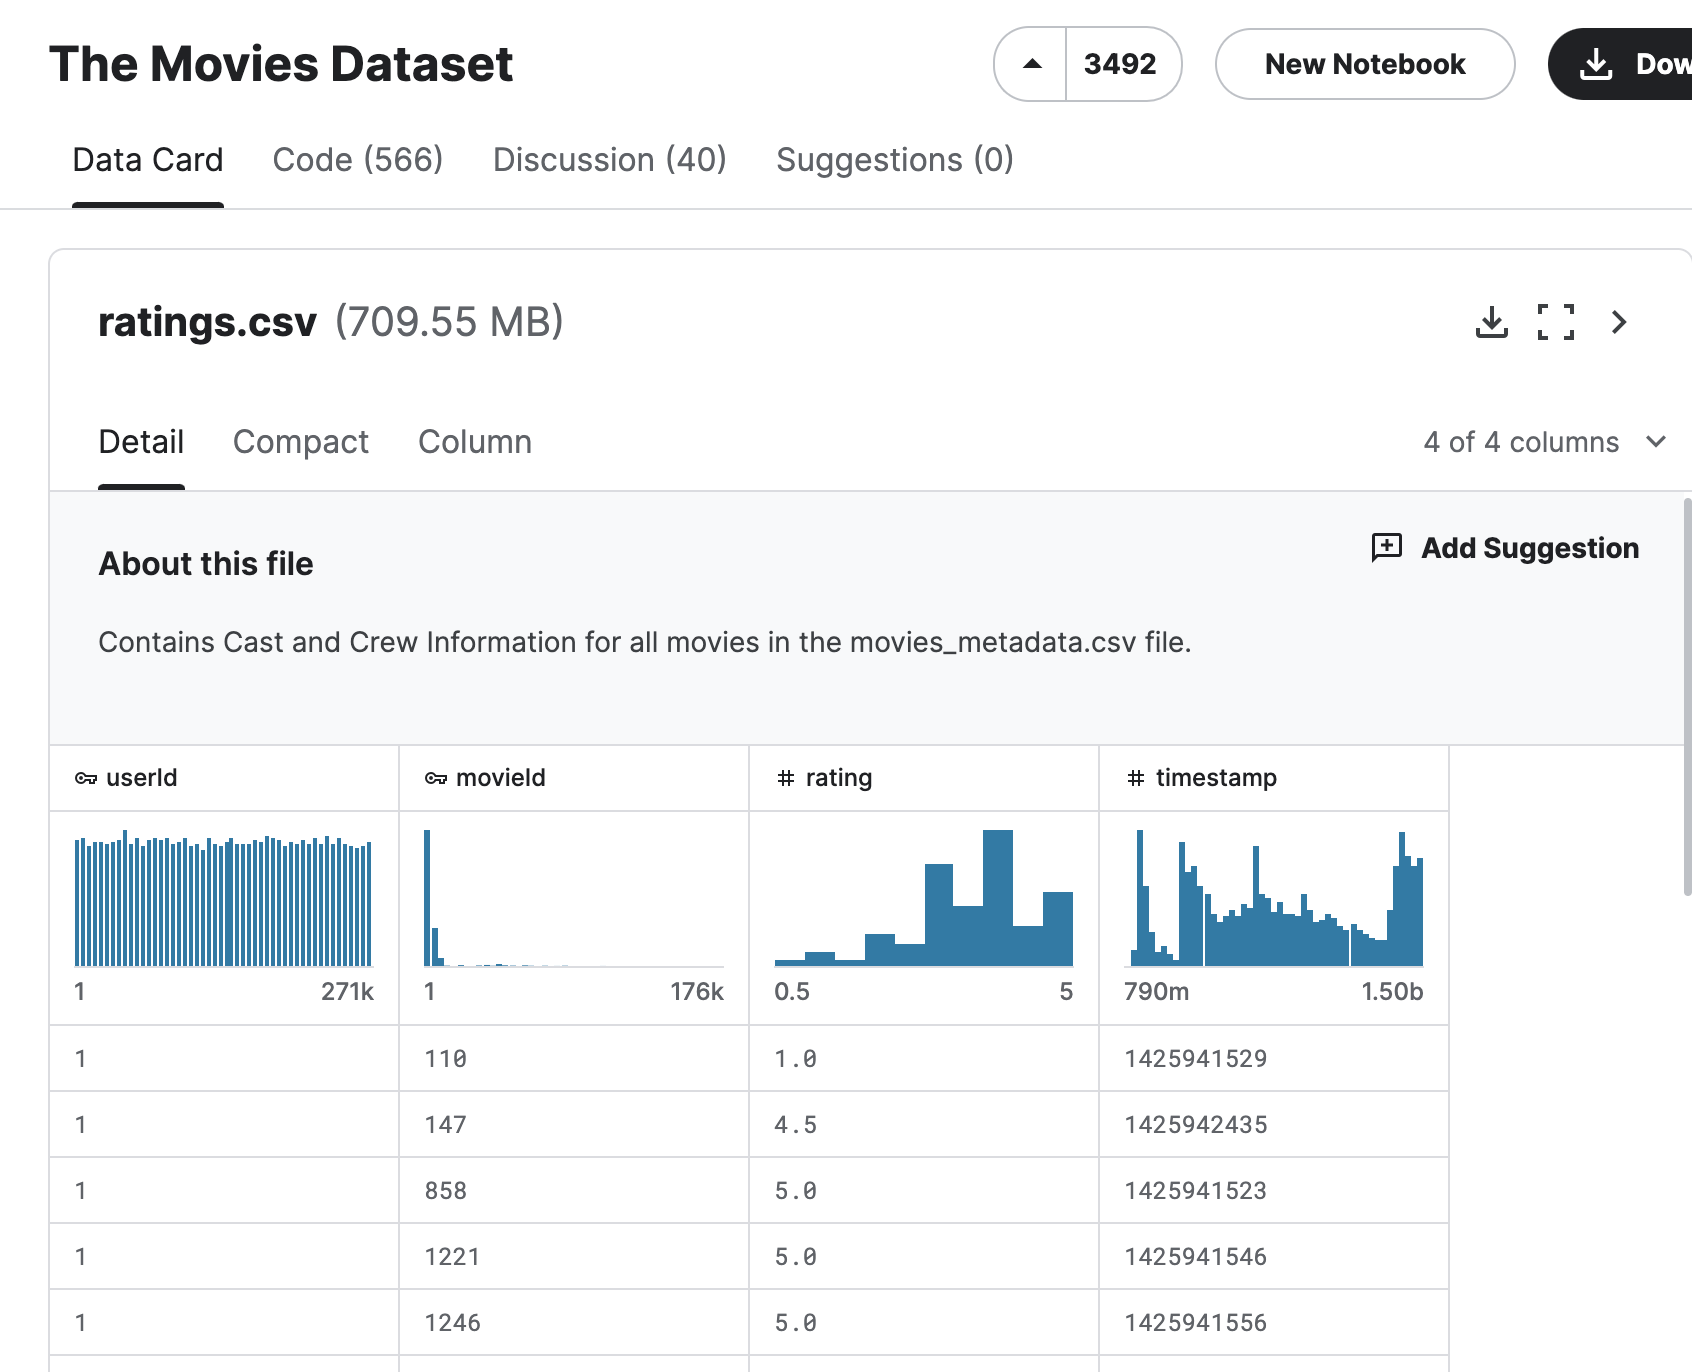 The Movies Dataset
3492
New Notebook
Dow
Data Card
Code (566)
Discussion (40)
Suggestions (0)
ratings.csv (709.55 MB)
Detail
Compact
Column
4 of 4 columns
About this file
Add Suggestion
Contains Cast and Crew Information for all movies in the movies_metadata.csv file.
userId
movieId
# rating
# timestamp
1 271k
1 176k
0.5 5
790m 1.50b
1 110 1.0 1425941529
1 147 4.5 1425942435
1 858 5.0 1425941523
1 1221 5.0 1425941546
1 1246 5.0 1425941556